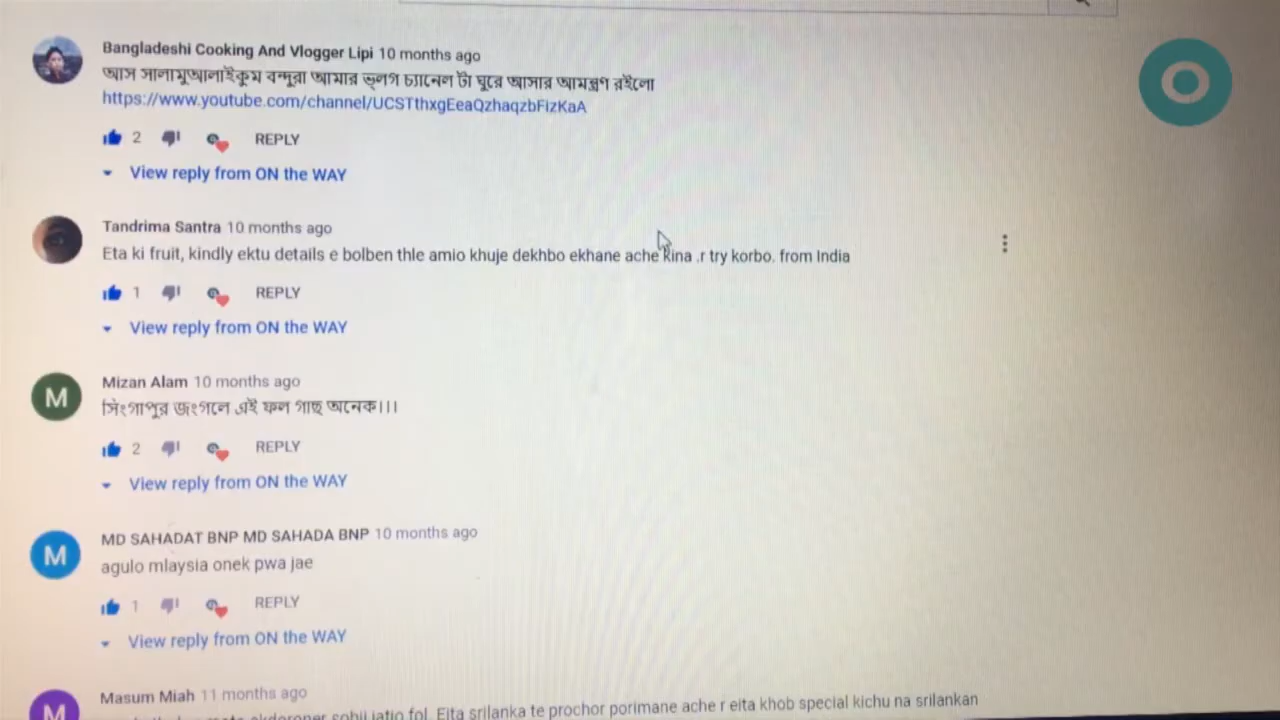 Bangladeshi Cooking And Vlogger Lipi 10 months ago
আস সালামুআলাইকুম বন্দুরা আমার ভ্লগ চ্যানেল টা ঘুরে আসার আমন্ত্রণ রইলো
https://www.youtube.com/channel/UCSTthxgEeaQzhaqzbFizKaA
2 REPLY
View reply from ON the WAY
Tandrima Santra 10 months ago
Eta ki fruit, kindly ektu details e bolben thle amio khuje dekhbo ekhane ache kina .r try korbo. from India
1 REPLY
View reply from ON the WAY
M
Mizan Alam 10 months ago
সিংগাপুর জংগলে এই ফল গাছ অনেক।।।
2 REPLY
View reply from ON the WAY
M
MD SAHADAT BNP MD SAHADA BNP 10 months ago
agulo mlaysia onek pwa jae
1 REPLY
View reply from ON the WAY
M
Masum Miah 11 months ago
fol. Eita srilanka te prochor porimane ache r eita khob special kichu na srilankan